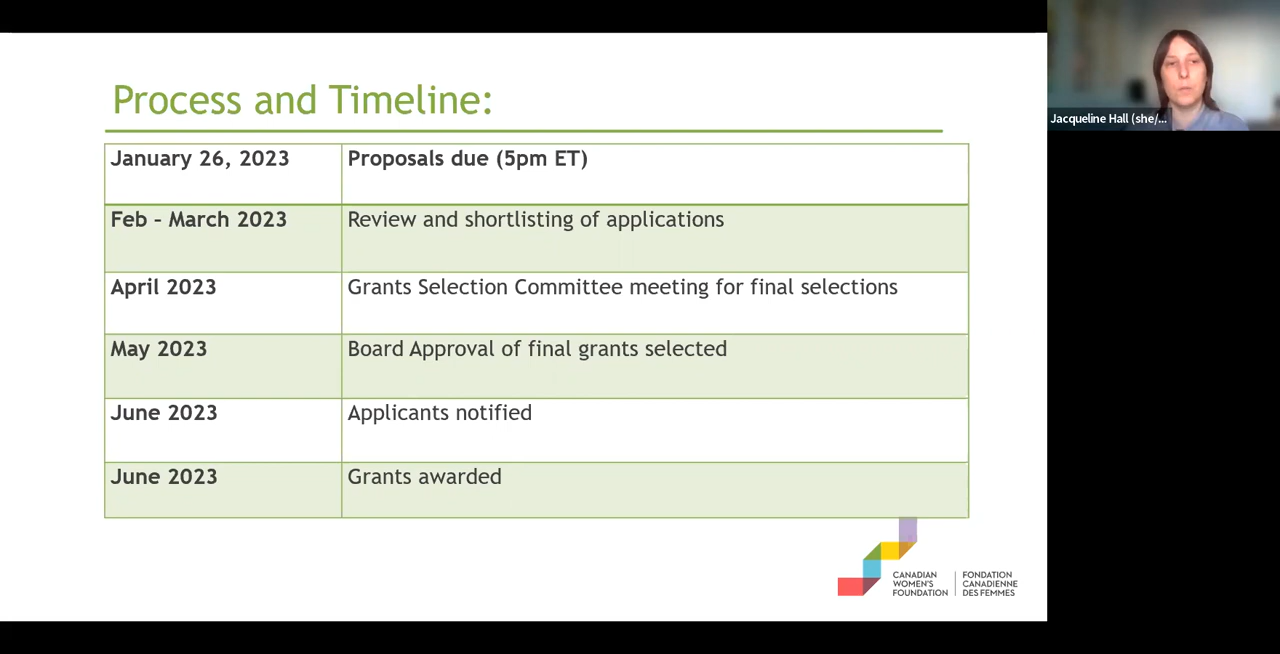 Process and Timeline:
January 26, 2023
Proposals due (5pm ET)
Feb – March 2023
Review and shortlisting of applications
April 2023
Grants Selection Committee meeting for final selections
May 2023
Board Approval of final grants selected
June 2023
Applicants notified
June 2023
Grants awarded
CANADIAN
WOMEN'S
FOUNDATION
FONDATION
CANADIENNE
DES FEMMES
Jacqueline Hall (she/...